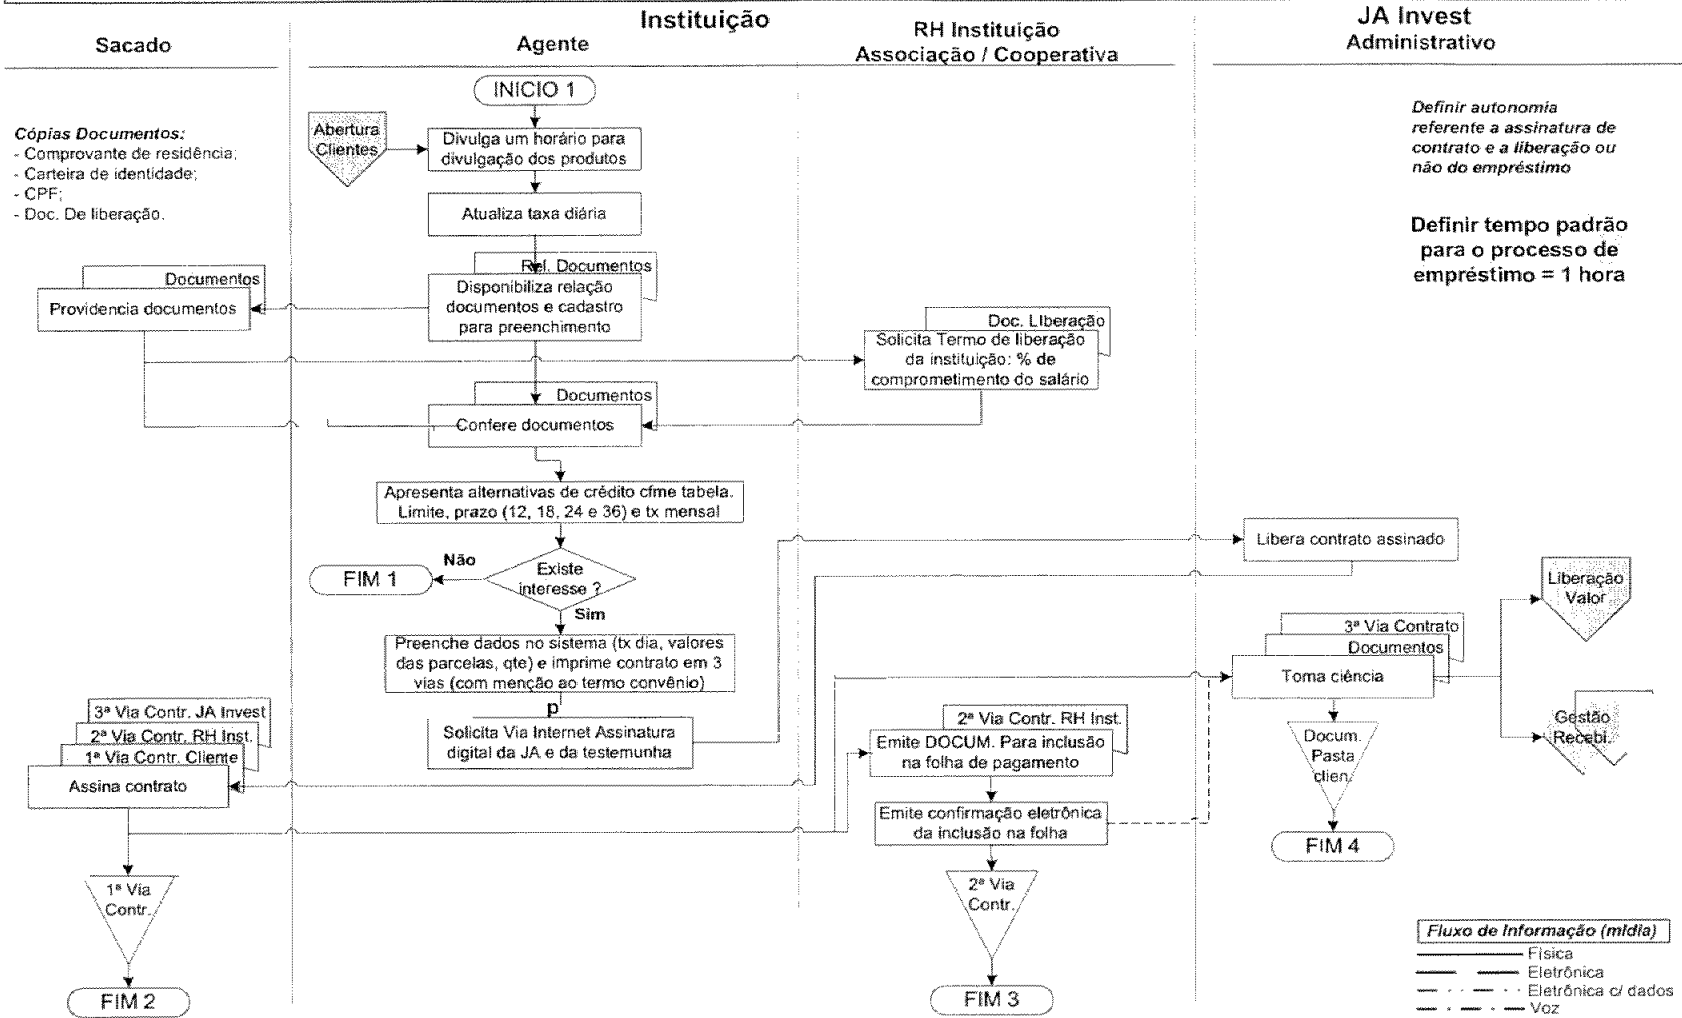 Instituição
JA Invest
Administrativo
Sacado
Agente
RH Instituição
Associação / Cooperativa
INICIO 1
Abertura
Clientes
Divulga um horário para
divulgação dos produtos
Cópias Documentos:
- Comprovante de residência;
- Carteira de identidade;
- CPF;
- Doc. De liberação.
Definir autonomia
referente a assinatura de
contrato e a liberação ou
não do empréstimo
Definir tempo padrão
para o processo de
empréstimo = 1 hora
Atualiza taxa diária
Rel. Documentos
Disponibiliza relação
documentos e cadastro
para preenchimento
Documentos
Providencia documentos
Doc. LIberação
Solicita Termo de liberação
da instituição: % de
comprometimento do salário
Documentos
Confere documentos
Apresenta alternativas de crédito cfme tabela.
Limite, prazo (12, 18, 24 e 36) e tx mensal
Não
Existe
interesse ?
FIM 1
Sim
Libera contrato assinado
Liberação
Valor
Preenche dados no sistema (tx dia, valores
das parcelas, qte) e imprime contrato em 3
vias (com menção ao termo convênio)
p
3ª Via Contrato
Documentos
Toma ciência
Solicita Via Internet Assinatura
digital da JA e da testemunha
3ª Via Contr. JA Invest
2ª Via Contr. RH Inst.
1ª Via Contr. Cliente
Assina contrato
2ª Via Contr. RH Inst.
Emite DOCUM. Para inclusão
na folha de pagamento
Emite confirmação eletrônica
da inclusão na folha
Gestão
Recebi.
Docum.
Pasta
clien.
FIM 4
1ª Via
Contr.
2ª Via
Contr.
FIM 2
FIM 3
Fluxo de Informação (mídia)
Física
Eletrônica
Eletrônica c/ dados
Voz